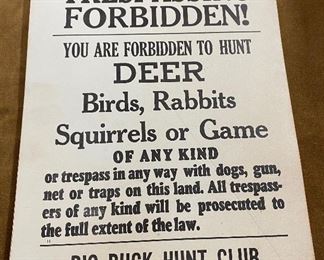 TRESPASSING
FORBIDDEN!
YOU ARE FORBIDDEN TO HUNT
DEER
Birds, Rabbits
Squirrels or Game
OF ANY KIND
or trespass in any way with dogs, gun,
net or traps on this land. All trespass-
ers of any kind will be prosecuted to
the full extent of the law.
BIG BUCK HUNT CLUB